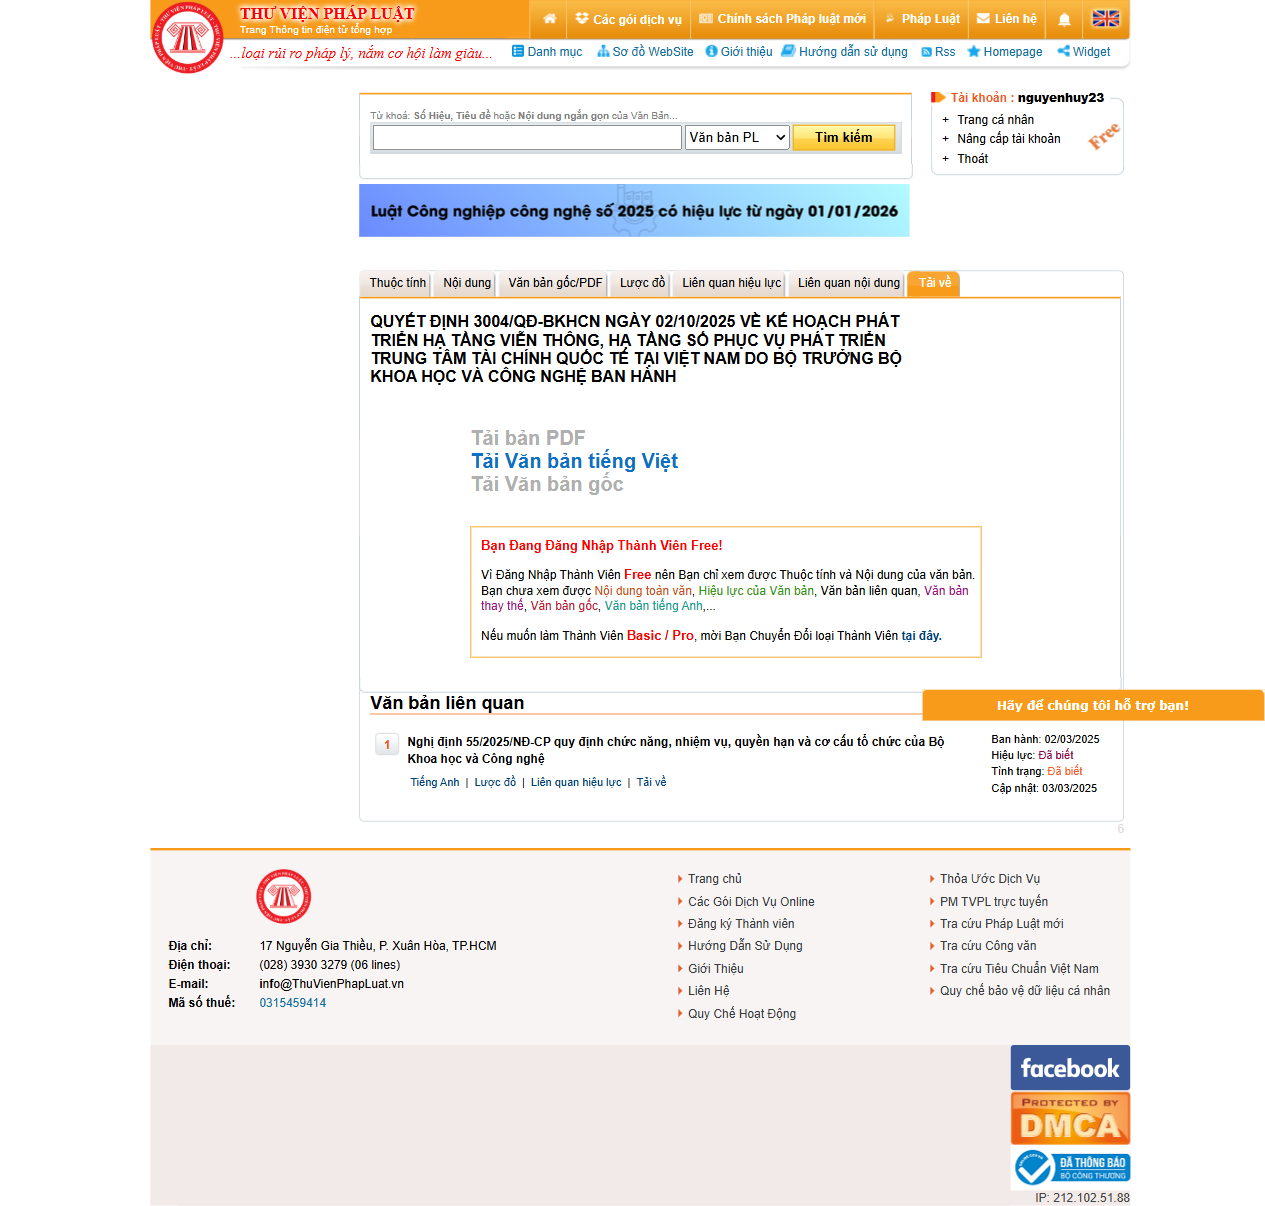 THƯ VIỆN PHÁP LUẬT
Trang Thông tin điện tử tổng hợp
...loại rủi ro pháp lý, nắm cơ hội làm giàu...
Các gói dịch vụ
Chính sách Pháp luật mới
Pháp Luật
Liên hệ
Danh mục
Sơ đồ WebSite
Giới thiệu
Hướng dẫn sử dụng
Rss
Homepage
Widget
Từ khoá: Số Hiệu, Tiêu đề hoặc Nội dung ngắn gọn của Văn Bản...
Văn bản PL
Tìm kiếm
Tài khoản : nguyenhuy23
+ Trang cá nhân
+ Nâng cấp tài khoản
+ Thoát
Free
Luật Công nghiệp công nghệ số 2025 có hiệu lực từ ngày 01/01/2026
Thuộc tính
Nội dung
Văn bản gốc/PDF
Lược đồ
Liên quan hiệu lực
Liên quan nội dung
Tải về
QUYẾT ĐỊNH 3004/QĐ-BKHCN NGÀY 02/10/2025 VỀ KẾ HOẠCH PHÁT
TRIỂN HẠ TẦNG VIỄN THÔNG, HẠ TẦNG SỐ PHỤC VỤ PHÁT TRIỂN
TRUNG TÂM TÀI CHÍNH QUỐC TẾ TẠI VIỆT NAM DO BỘ TRƯỞNG BỘ
KHOA HỌC VÀ CÔNG NGHỆ BAN HÀNH
Tải bản PDF
Tải Văn bản tiếng Việt
Tải Văn bản gốc
Bạn Đang Đăng Nhập Thành Viên Free!
Vì Đăng Nhập Thành Viên Free nên Bạn chỉ xem được Thuộc tính và Nội dung của văn bản.
Bạn chưa xem được Nội dung toàn văn, Hiệu lực của Văn bản, Văn bản liên quan, Văn bản
thay thế, Văn bản gốc, Văn bản tiếng Anh,...
Nếu muốn làm Thành Viên Basic / Pro, mời Bạn Chuyển Đổi loại Thành Viên tại đây.
Văn bản liên quan
Hãy để chúng tôi hỗ trợ bạn!
1
Nghị định 55/2025/NĐ-CP quy định chức năng, nhiệm vụ, quyền hạn và cơ cấu tổ chức của Bộ
Khoa học và Công nghệ
Tiếng Anh | Lược đồ | Liên quan hiệu lực | Tải về
Ban hành: 02/03/2025
Hiệu lực: Đã biết
Tình trạng: Đã biết
Cập nhật: 03/03/2025
6
Địa chỉ: 17 Nguyễn Gia Thiều, P. Xuân Hòa, TP.HCM
Điện thoại: (028) 3930 3279 (06 lines)
E-mail: info@ThuVienPhapLuat.vn
Mã số thuế: 0315459414
Trang chủ
Các Gói Dịch Vụ Online
Đăng ký Thành viên
Hướng Dẫn Sử Dụng
Giới Thiệu
Liên Hệ
Quy Chế Hoạt Động
Thỏa Ước Dịch Vụ
PM TVPL trực tuyến
Tra cứu Pháp Luật mới
Tra cứu Công văn
Tra cứu Tiêu Chuẩn Việt Nam
Quy chế bảo vệ dữ liệu cá nhân
facebook
PROTECTED BY
DMCA
ĐÃ THÔNG BÁO
BỘ CÔNG THƯƠNG
IP: 212.102.51.88